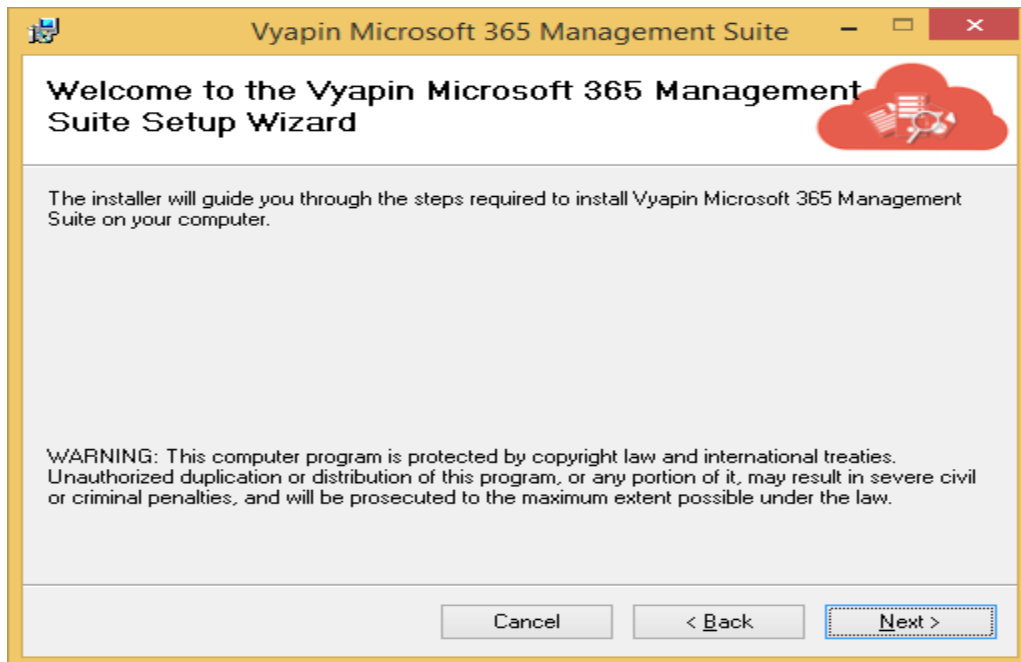 Vyapin Microsoft 365 Management Suite
Welcome to the Vyapin Microsoft 365 Management
Suite Setup Wizard
The installer will guide you through the steps required to install Vyapin Microsoft 365 Management
Suite on your computer.
WARNING: This computer program is protected by copyright law and international treaties.
Unauthorized duplication or distribution of this program, or any portion of it, may result in severe civil
or criminal penalties, and will be prosecuted to the maximum extent possible under the law.
Cancel
< Back
Next >